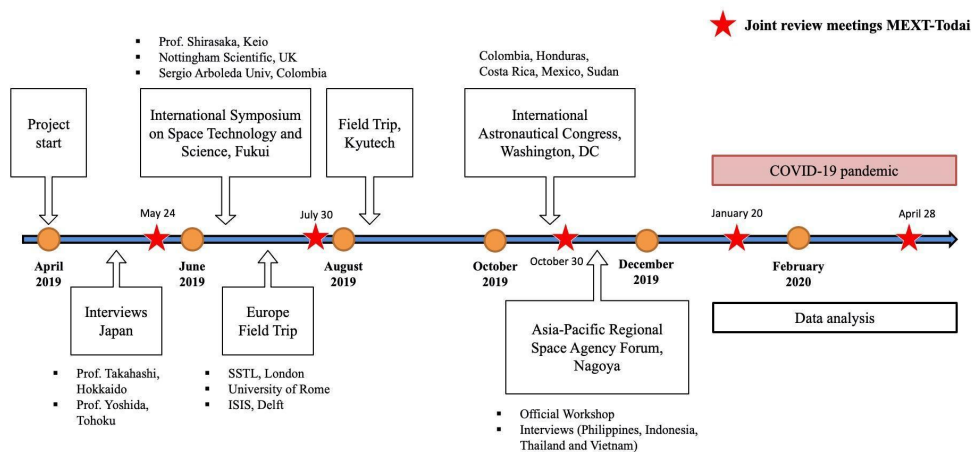 Joint review meetings MEXT-Todai
▪ Prof. Shirasaka, Keio
▪ Nottingham Scientific, UK
▪ Sergio Arboleda Univ, Colombia
Colombia, Honduras,
Costa Rica, Mexico, Sudan
Project
start
International Symposium
on Space Technology and
Science, Fukui
Field Trip,
Kyutech
International
Astronautical Congress,
Washington, DC
COVID-19 pandemic
May 24
July 30
January 20
April 28
April
2019
June
2019
August
2019
October
2019
October 30
December
2019
February
2020
Interviews
Japan
Europe
Field Trip
Asia-Pacific Regional
Space Agency Forum,
Nagoya
Data analysis
▪ Prof. Takahashi,
Hokkaido
▪ Prof. Yoshida,
Tohoku
▪ SSTL, London
▪ University of Rome
▪ ISIS, Delft
▪ Official Workshop
▪ Interviews (Philippines, Indonesia,
Thailand and Vietnam)